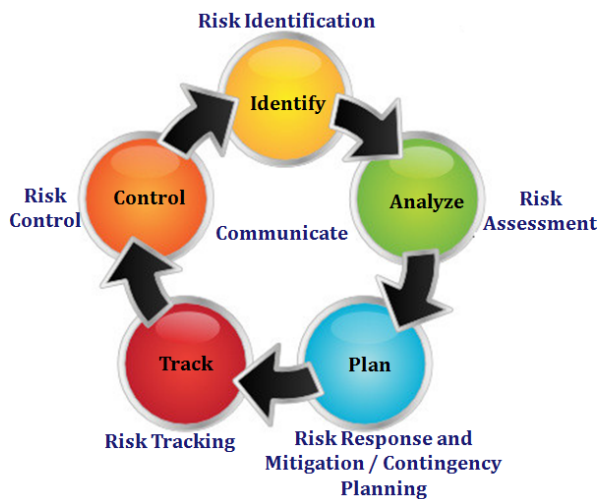 Risk Identification
Identify
Analyze
Risk
Assessment
Control
Risk
Control
Communicate
Plan
Risk Response and
Mitigation / Contingency
Planning
Track
Risk Tracking